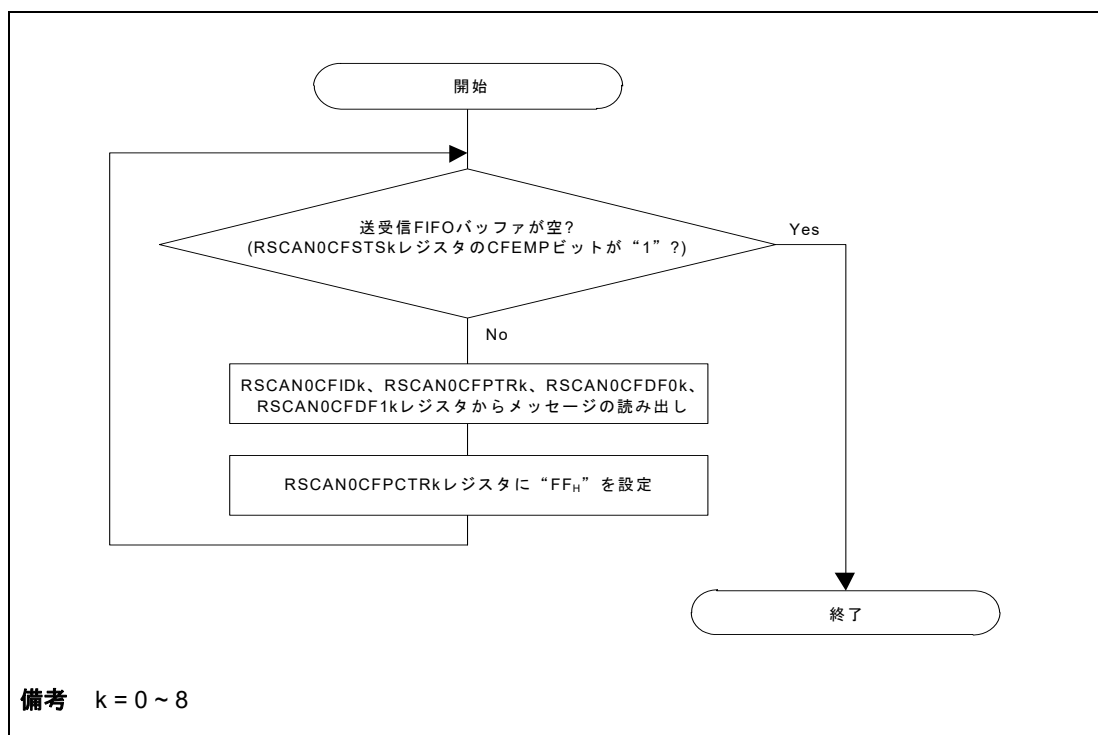 開始
送受信FIFOバッファが空?
(RSCAN0CFSTSkレジスタのCFEMPビットが“1”?)
Yes
No
RSCAN0CFIDk、RSCAN0CFPTRk、RSCAN0CFDF0k、
RSCAN0CFDF1kレジスタからメッセージの読み出し
RSCAN0CFPCTRkレジスタに“FFH”を設定
終了
備考 k = 0 ~ 8